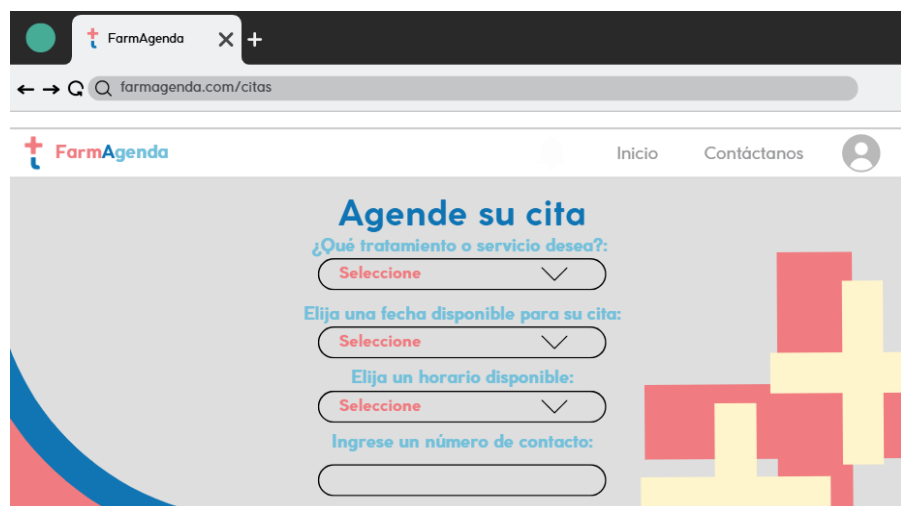 FarmAgenda
farmagenda.com/citas
FarmAgenda
Inicio
Contáctanos
Agende su cita
¿Qué tratamiento o servicio desea?:
Seleccione
Elija una fecha disponible para su cita:
Seleccione
Elija un horario disponible:
Seleccione
Ingrese un número de contacto: